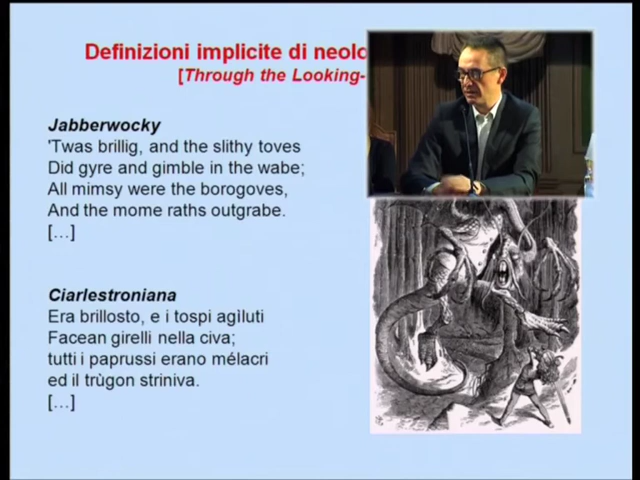 Definizioni implicite di
[Through the Looking-
Jabberwocky
'Twas brillig, and the slithy toves
Did gyre and gimble in the wabe;
All mimsy were the borogoves,
And the mome raths outgrabe.
[…]
Ciarlestroniana
Era brillosto, e i tospi agìluti
Facean girelli nella civa;
tutti i paprussi erano mélacri
ed il trùgon striniva.
[…]